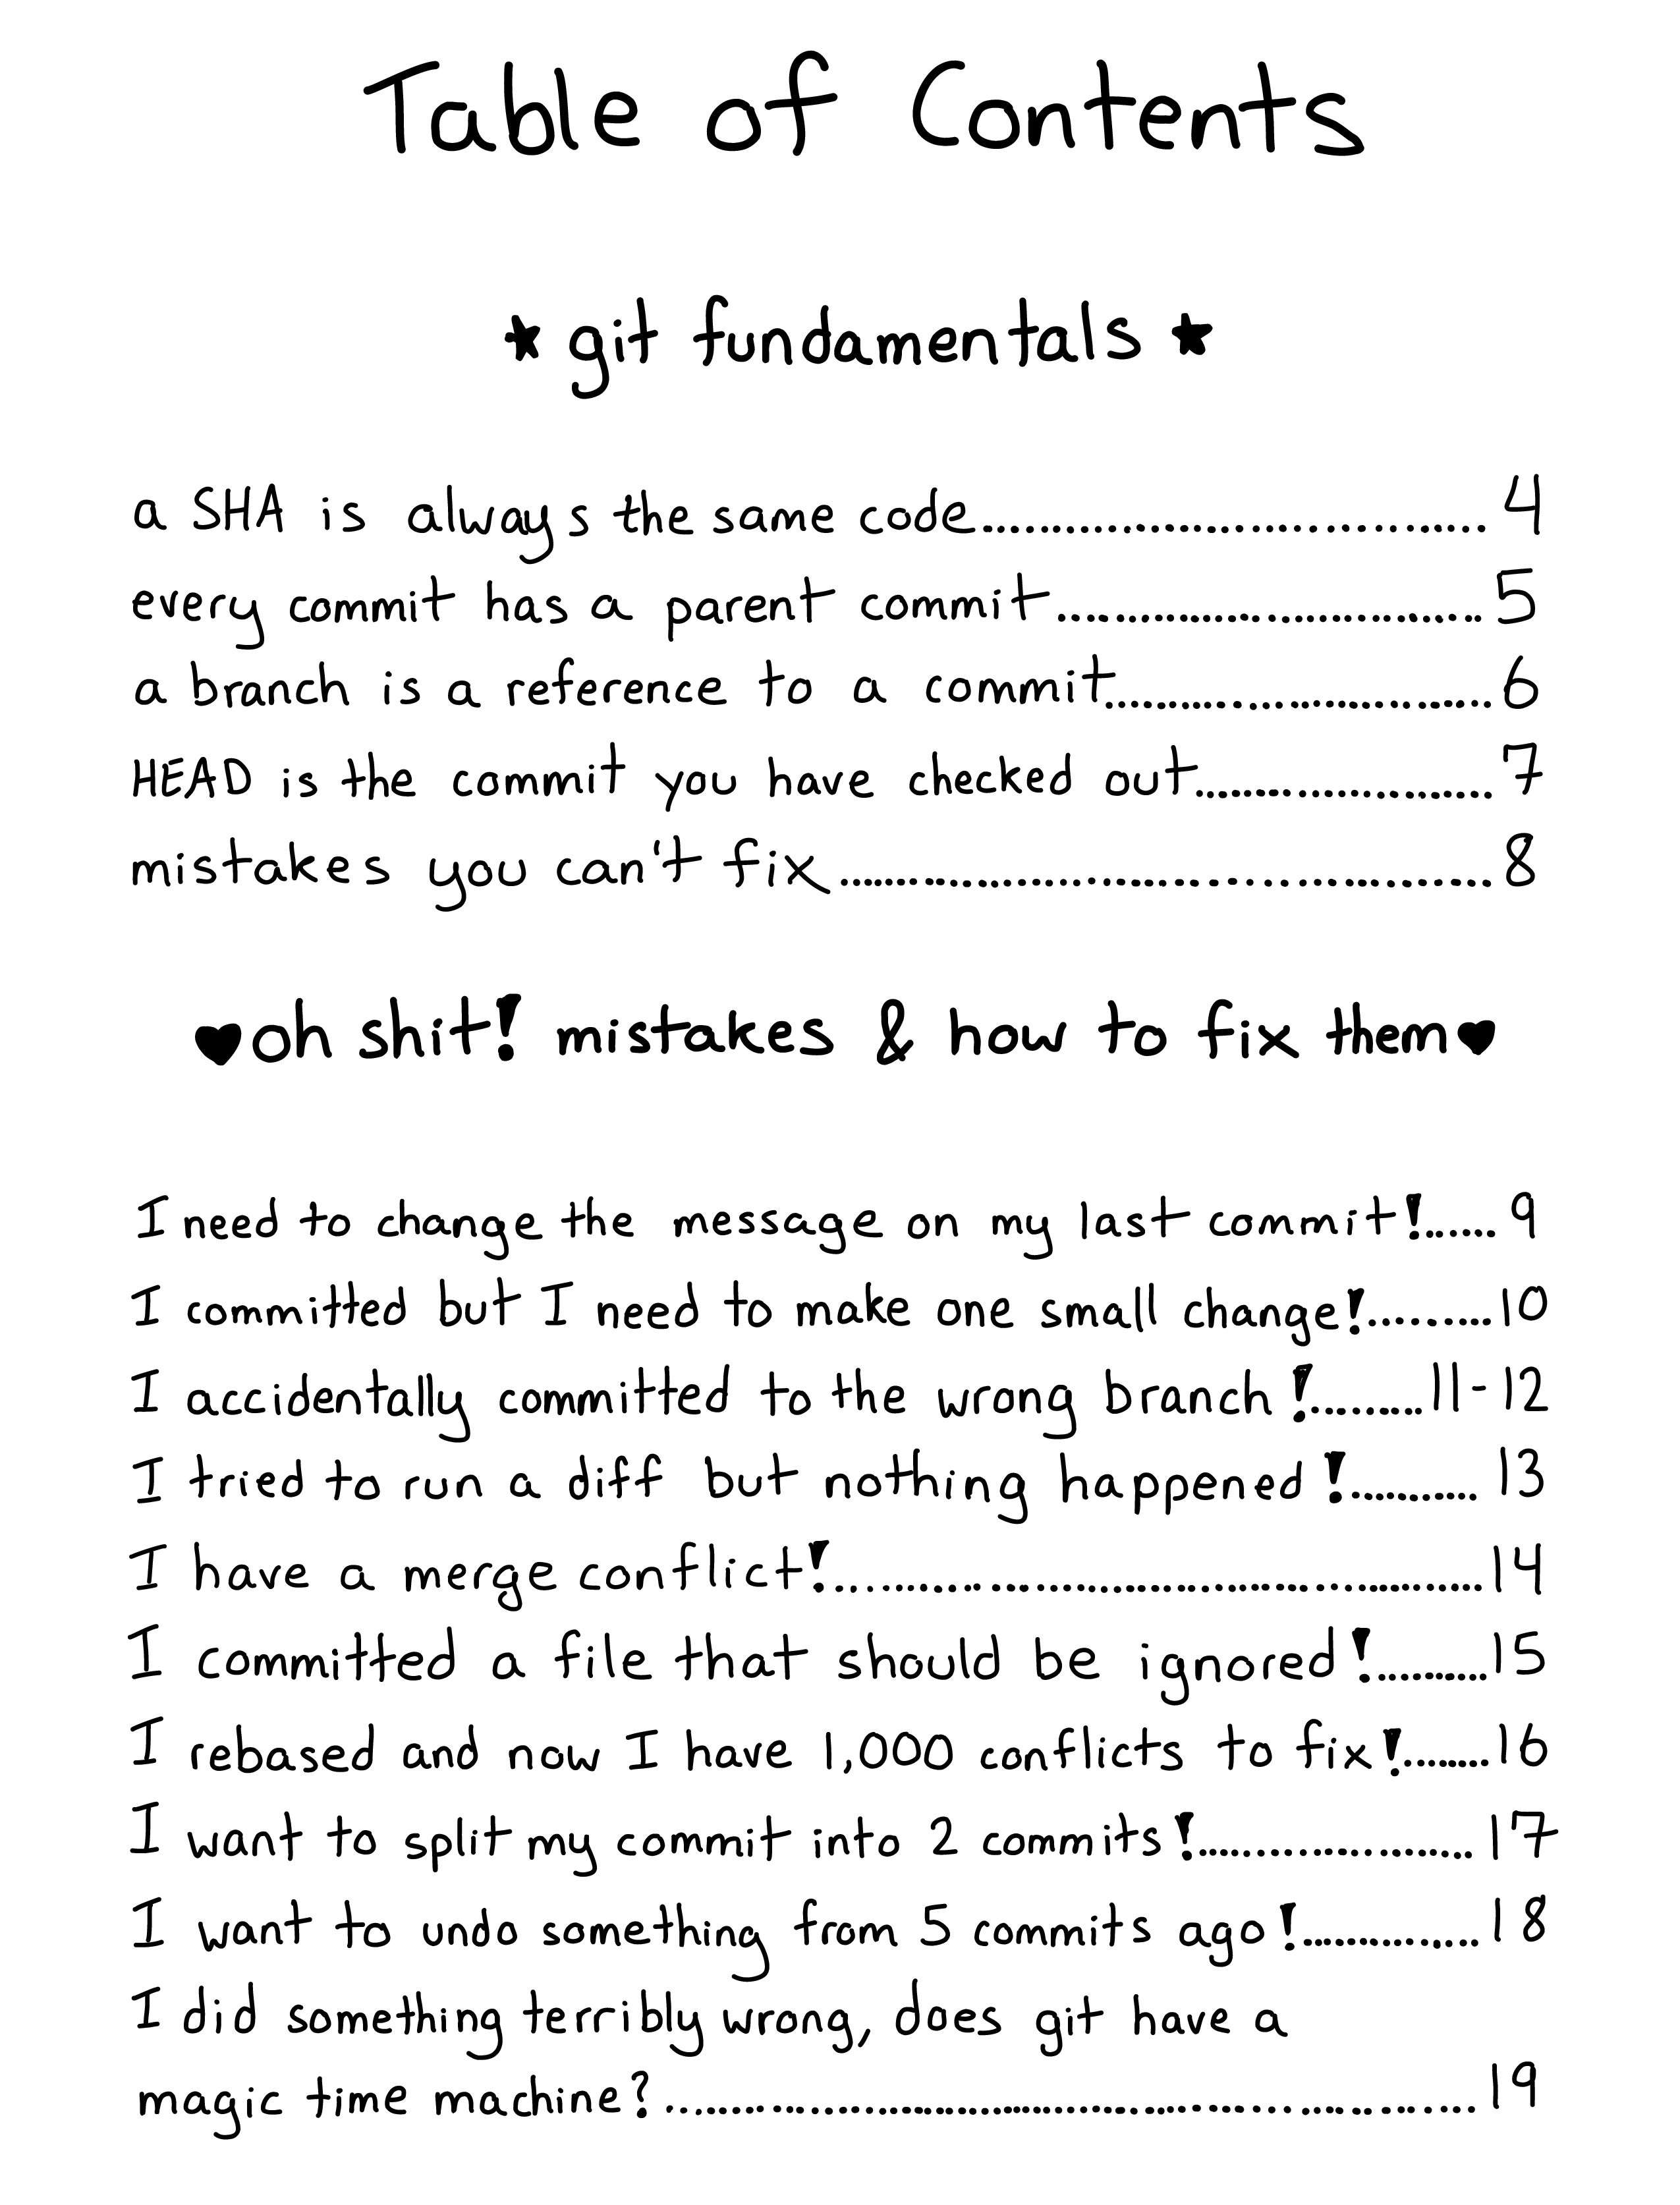 Table of Contents
★ git fundamentals ★
a SHA is always the same code.................................... 4
every commit has a parent commit.............................. 5
a branch is a reference to a commit........................... 6
HEAD is the commit you have checked out..................... 7
mistakes you can't fix............................................. 8
♥oh shit! mistakes & how to fix them♥
I need to change the message on my last commit!...... 9
I committed but I need to make one small change!.........10
I accidentally committed to the wrong branch!.........11-12
I tried to run a diff but nothing happened!........... 13
I have a merge conflict!.............................................14
I committed a file that should be ignored!..........15
I rebased and now I have 1,000 conflicts to fix!........16
I want to split my commit into 2 commits!.................... 17
I want to undo something from 5 commits ago!............. 18
I did something terribly wrong, does git have a
magic time machine?......................................................... 19